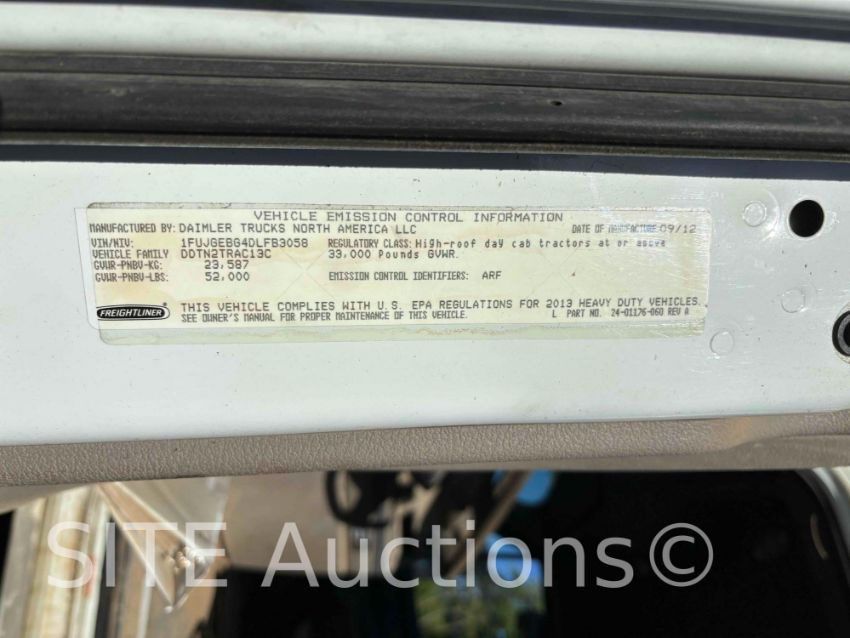 VEHICLE EMISSION CONTROL INFORMATION
MANUFACTURED BY: DAIMLER TRUCKS NORTH AMERICA LLC DATE OF MANUFACTURE: 09/12
VIN/NIV: 1FUJGEBG4DLFB3058 REGULATORY CLASS: High-roof day cab tractors at or above
VEHICLE FAMILY DDTN2TRAC13C 33,000 Pounds GVWR.
GVWR-PNBV-KG: 23,587
GVWR-PNBV-LBS: 52,000 EMISSION CONTROL IDENTIFIERS: ARF
THIS VEHICLE COMPLIES WITH U.S. EPA REGULATIONS FOR 2013 HEAVY DUTY VEHICLES.
FREIGHTLINER SEE OWNER'S MANUAL FOR PROPER MAINTENANCE OF THIS VEHICLE. L PART NO. 24-01176-060 REV A
SITE Auctions©